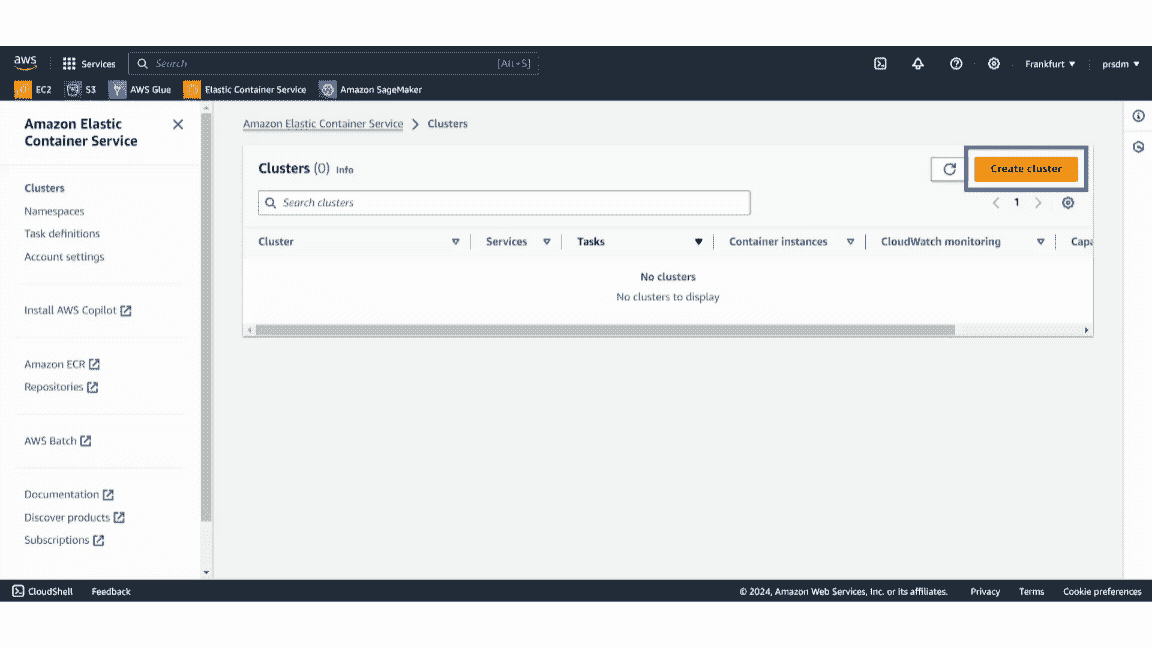 aws Services Search [Alt+S] Frankfurt ▼ prsdm ▼
EC2 S3 AWS Glue Elastic Container Service Amazon SageMaker
Amazon Elastic
Container Service
Clusters
Namespaces
Task definitions
Account settings
Install AWS Copilot
Amazon ECR
Repositories
AWS Batch
Documentation
Discover products
Subscriptions
Amazon Elastic Container Service > Clusters
Clusters (0) Info
Create cluster
Search clusters
1
Cluster Services Tasks Container instances CloudWatch monitoring Capa
No clusters
No clusters to display
CloudShell Feedback © 2024, Amazon Web Services, Inc. or its affiliates. Privacy Terms Cookie preferences